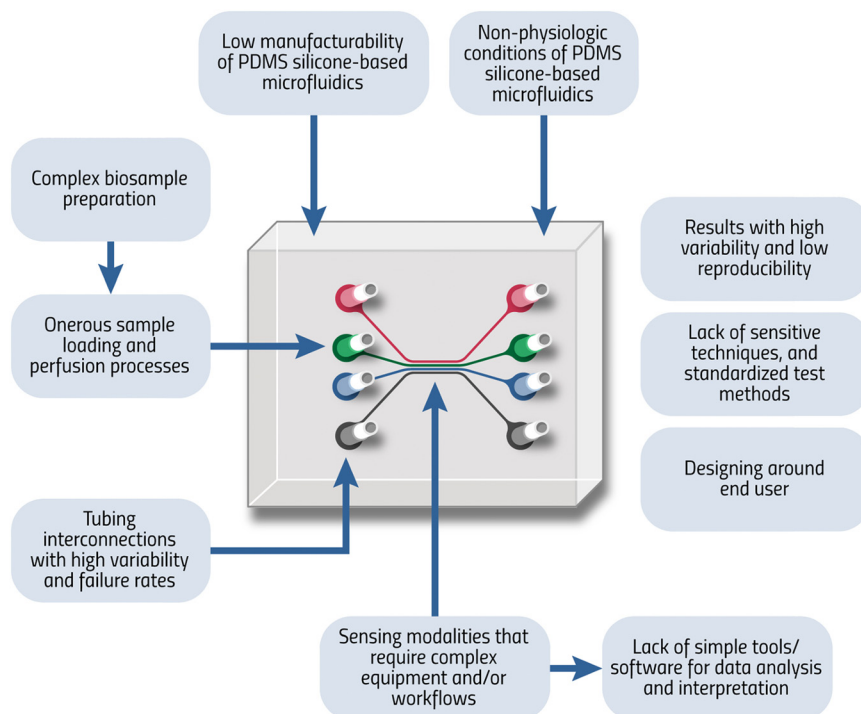 Low manufacturability
of PDMS silicone-based
microfluidics
Non-physiologic
conditions of PDMS
silicone-based
microfluidics
Complex biosample
preparation
Results with high
variability and low
reproducibility
Onerous sample
loading and
perfusion processes
Lack of sensitive
techniques, and
standardized test
methods
Designing around
end user
Tubing
interconnections
with high variability
and failure rates
Sensing modalities that
require complex
equipment and/or
workflows
Lack of simple tools/
software for data analysis
and interpretation